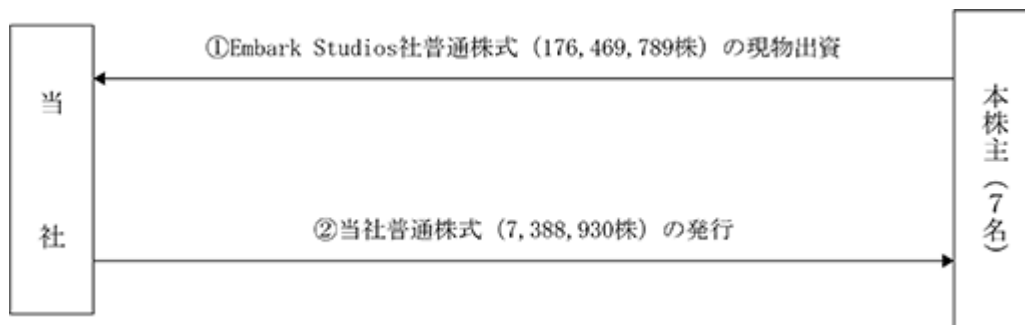 ①Embark Studios社普通株式（176,469,789株）の現物出資
当社
本株主（7名）
②当社普通株式（7,388,930株）の発行